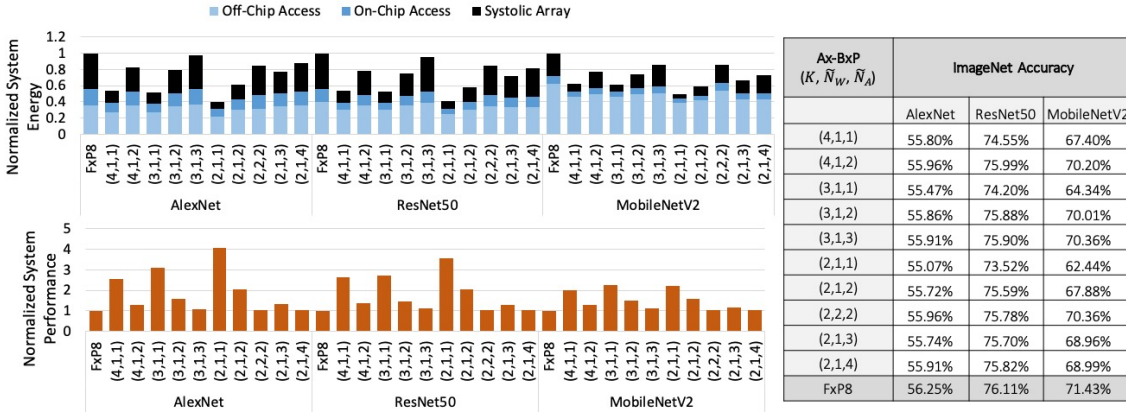 Off-Chip Access On-Chip Access Systolic Array
Normalized System
Energy
1.2
1
0.8
0.6
0.4
0.2
0
FxP8 (4,1,1) (4,1,2) (3,1,1) (3,1,2) (3,1,3) (2,1,1) (2,1,2) (2,2,2) (2,1,3) (2,1,4) FxP8 (4,1,1) (4,1,2) (3,1,1) (3,1,2) (3,1,3) (2,1,1) (2,1,2) (2,2,2) (2,1,3) (2,1,4) FxP8 (4,1,1) (4,1,2) (3,1,1) (3,1,2) (3,1,3) (2,1,1) (2,1,2) (2,2,2) (2,1,3) (2,1,4)
AlexNet ResNet50 MobileNetV2
Normalized System
Performance
5
4
3
2
1
0
FxP8 (4,1,1) (4,1,2) (3,1,1) (3,1,2) (3,1,3) (2,1,1) (2,1,2) (2,2,2) (2,1,3) (2,1,4) FxP8 (4,1,1) (4,1,2) (3,1,1) (3,1,2) (3,1,3) (2,1,1) (2,1,2) (2,2,2) (2,1,3) (2,1,4) FxP8 (4,1,1) (4,1,2) (3,1,1) (3,1,2) (3,1,3) (2,1,1) (2,1,2) (2,2,2) (2,1,3) (2,1,4)
AlexNet ResNet50 MobileNetV2
Ax-BxP
(K, Ñ_W, Ñ_A) ImageNet Accuracy
AlexNet ResNet50 MobileNetV2
(4,1,1) 55.80% 74.55% 67.40%
(4,1,2) 55.96% 75.99% 70.20%
(3,1,1) 55.47% 74.20% 64.34%
(3,1,2) 55.86% 75.88% 70.01%
(3,1,3) 55.91% 75.90% 70.36%
(2,1,1) 55.07% 73.52% 62.44%
(2,1,2) 55.72% 75.59% 67.88%
(2,2,2) 55.96% 75.78% 70.36%
(2,1,3) 55.74% 75.70% 68.96%
(2,1,4) 55.91% 75.82% 68.99%
FxP8 56.25% 76.11% 71.43%